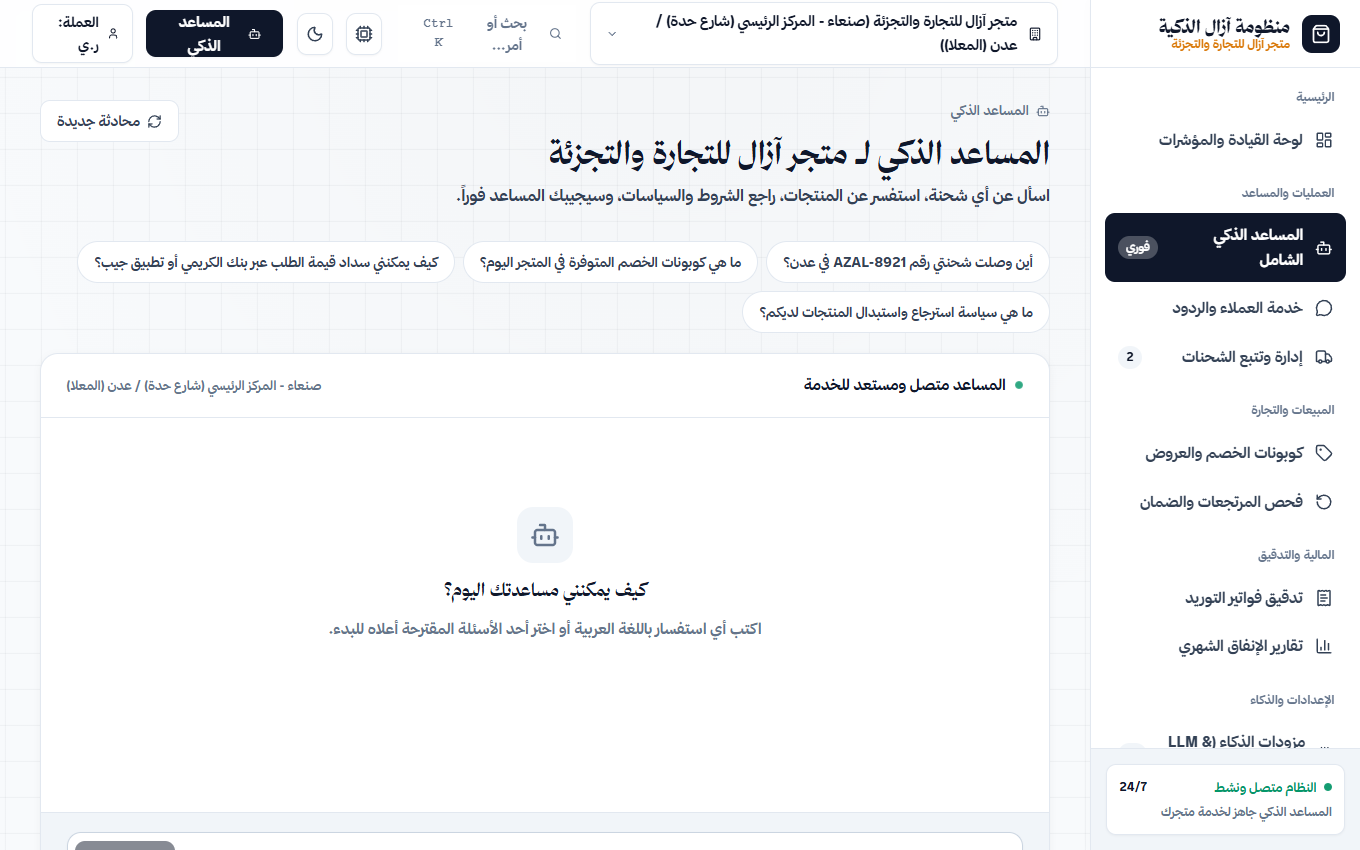 منظومة آزال الذكية
متجر آزال للتجارة والتجزئة
متجر آزال للتجارة والتجزئة (صنعاء - المركز الرئيسي (شارع حدة) /
عدن (المعلا))
بحث أو
أمر...
Ctrl
K
المساعد
الذكي
العملة:
ر.ي
الرئيسية
لوحة القيادة والمؤشرات
العمليات والمساعد
المساعد الذكي
الشامل
فوري
خدمة العملاء والردود
إدارة وتتبع الشحنات
2
المبيعات والتجارة
كوبونات الخصم والعروض
فحص المرتجعات والضمان
المالية والتدقيق
تدقيق فواتير التوريد
تقارير الإنفاق الشهري
الإعدادات والذكاء
مزودات الذكاء (& LLM
النظام متصل ونشط
24/7
المساعد الذكي جاهز لخدمة متجرك
المساعد الذكي
محادثة جديدة
المساعد الذكي لـ متجر آزال للتجارة والتجزئة
اسأل عن أي شحنة، استفسر عن المنتجات، راجع الشروط والسياسات، وسيجيبك المساعد فوراً.
أين وصلت شحنتي رقم AZAL-8921 في عدن؟
ما هي كوبونات الخصم المتوفرة في المتجر اليوم؟
كيف يمكنني سداد قيمة الطلب عبر بنك الكريمي أو تطبيق جيب؟
ما هي سياسة استرجاع واستبدال المنتجات لديكم؟
المساعد متصل ومستعد للخدمة
صنعاء - المركز الرئيسي (شارع حدة) / عدن (المعلا)
كيف يمكنني مساعدتك اليوم؟
اكتب أي استفسار باللغة العربية أو اختر أحد الأسئلة المقترحة أعلاه للبدء.